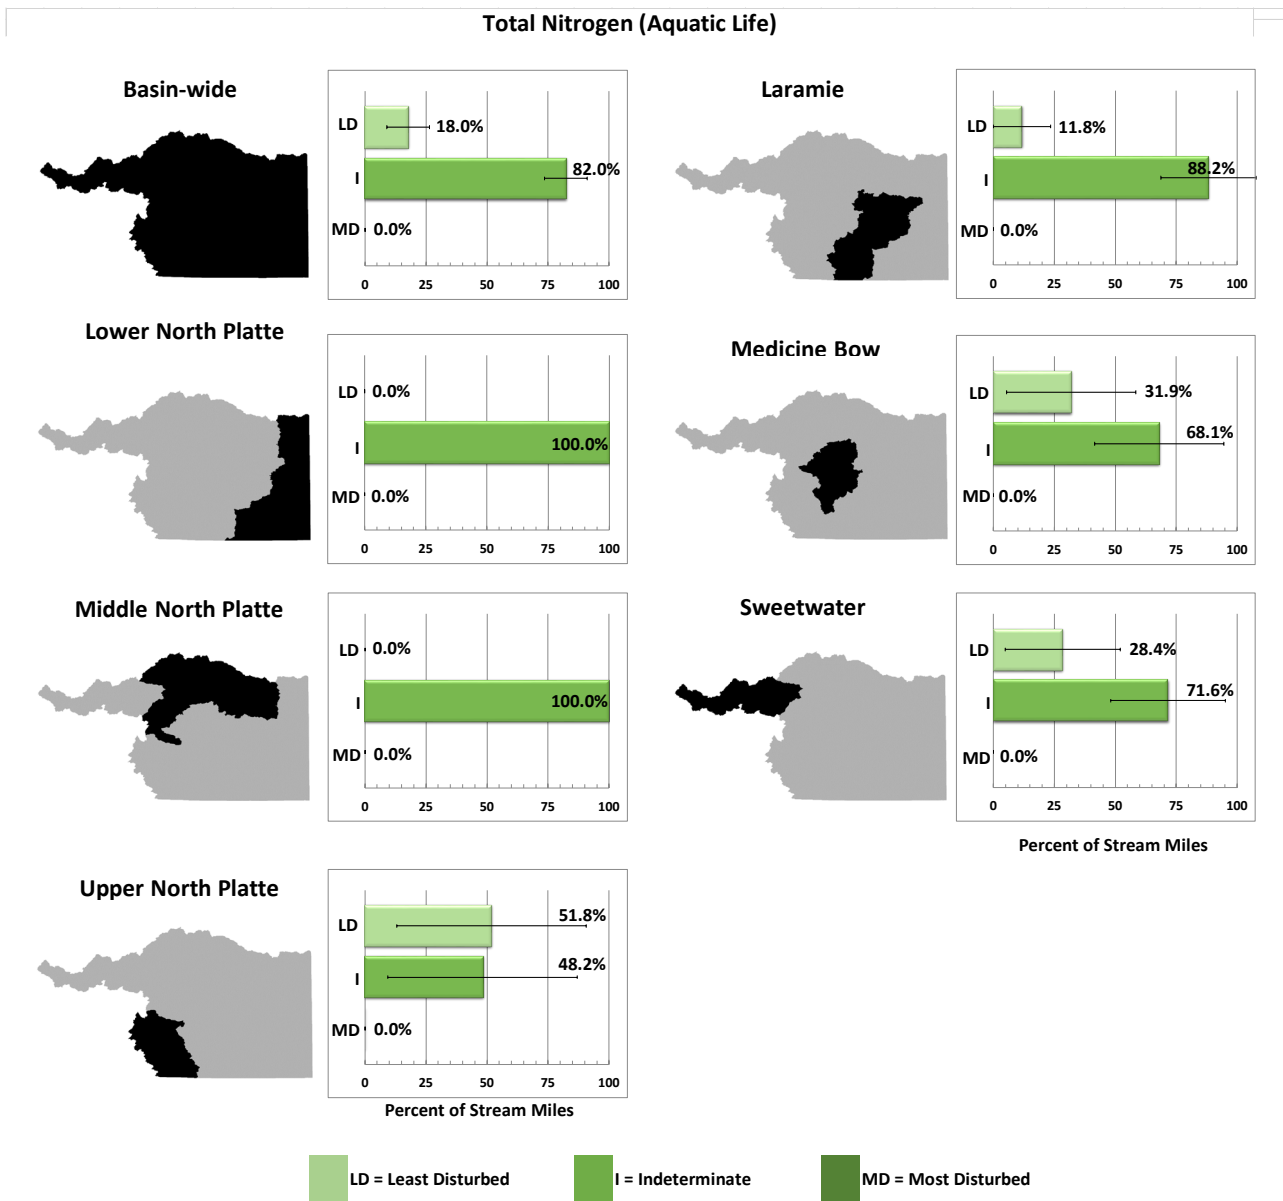 Total Nitrogen (Aquatic Life)
Basin-wide
LD
18.0%
I
82.0%
MD
0.0%
0 25 50 75 100
Laramie
LD
11.8%
I
88.2%
MD
0.0%
0 25 50 75 100
Lower North Platte
LD
0.0%
I
100.0%
MD
0.0%
0 25 50 75 100
Medicine Bow
LD
31.9%
I
68.1%
MD
0.0%
0 25 50 75 100
Middle North Platte
LD
0.0%
I
100.0%
MD
0.0%
0 25 50 75 100
Sweetwater
LD
28.4%
I
71.6%
MD
0.0%
0 25 50 75 100
Percent of Stream Miles
Upper North Platte
LD
51.8%
I
48.2%
MD
0.0%
0 25 50 75 100
Percent of Stream Miles
LD = Least Disturbed
I = Indeterminate
MD = Most Disturbed